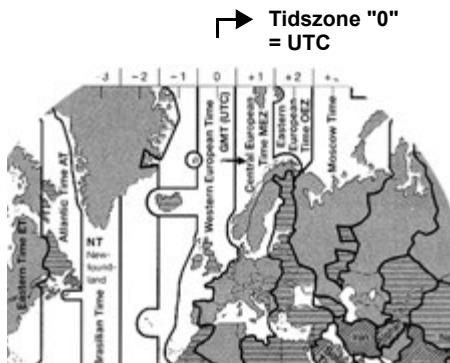 Tidszone "0"
= UTC
-3
-2
-1
0
+1
+2
Eastern Time ET
Atlantic Time AT
NT
New-
found-
land
Brasilian Time
Western European Time
GMT (UTC)
Central European
Time MEZ
Eastern
European
Time OEZ
Moscow Time
Iran